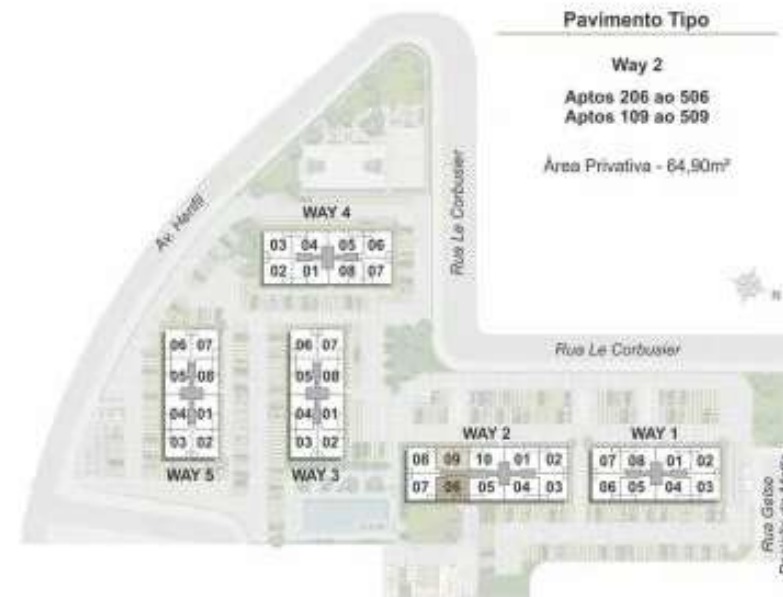 Pavimento Tipo
Way 2
Aptos 206 ao 506
Aptos 109 ao 509
Área Privativa - 64,90m²
Av. Henfil
Rua Le Corbusier
WAY 4
03 04 05 06
02 01 08 07
Rua Le Corbusier
06 07
05 08
04 01
03 02
WAY 5
06 07
05 08
04 01
03 02
WAY 3
WAY 2
08 09 10 01 02
07 06 05 04 03
WAY 1
07 08 01 02
06 05 04 03
Rua